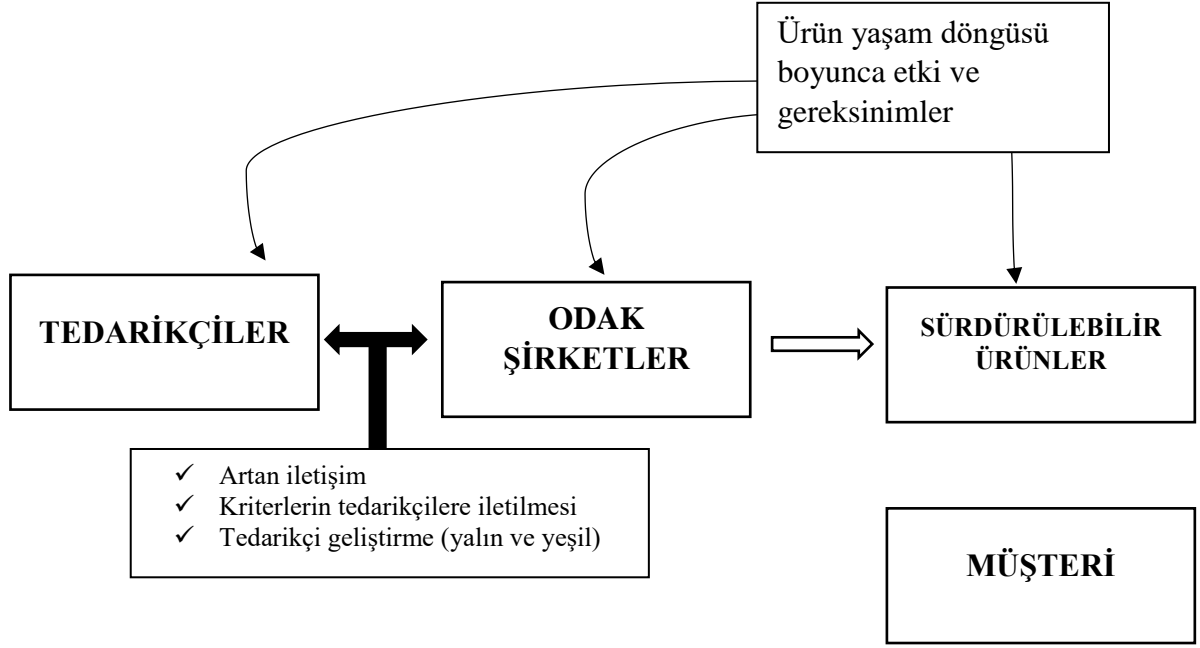 Ürün yaşam döngüsü
boyunca etki ve
gereksinimler
TEDARİKÇİLER
ODAK
ŞİRKETLER
SÜRDÜRÜLEBİLİR
ÜRÜNLER
✓ Artan iletişim
✓ Kriterlerin tedarikçilere iletilmesi
✓ Tedarikçi geliştirme (yalın ve yeşil)
MÜŞTERİ